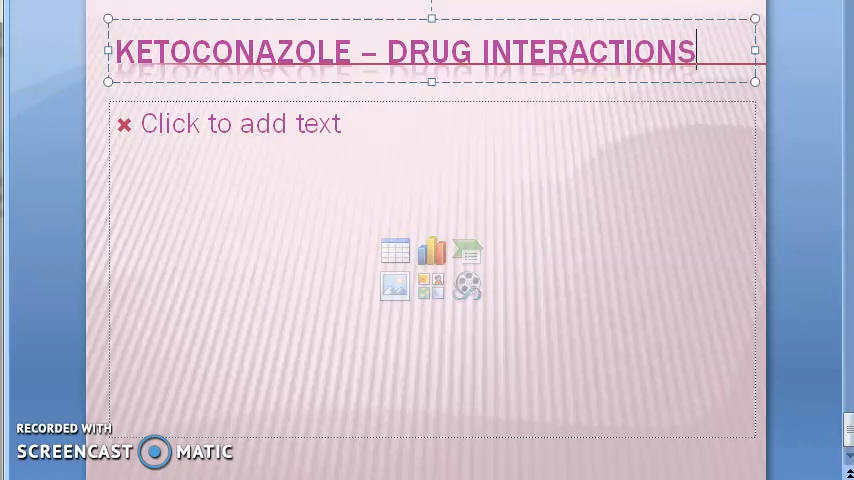 KETOCONAZOLE – DRUG INTERACTIONS
Click to add text
RECORDED WITH
SCREENCAST MATIC